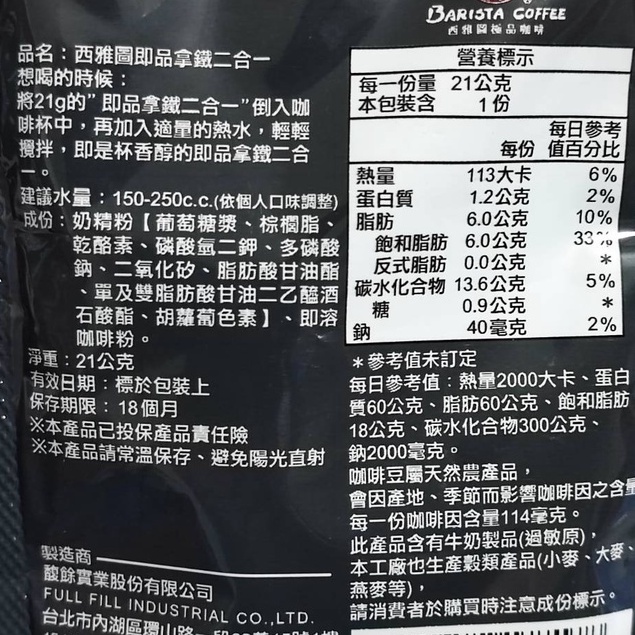 BARISTA COFFEE
西雅圖極品咖啡
品名：西雅圖即品拿鐵二合一
想喝的時候：
將21g的"即品拿鐵二合一"倒入咖
啡杯中，再加入適量的熱水，輕輕
攪拌，即是杯香醇的即品拿鐵二合
一。
建議水量：150-250c.c.(依個人口味調整)
成份：奶精粉【葡萄糖漿、棕櫚脂、
乾酪素、磷酸氫二鉀、多磷酸
鈉、二氧化矽、脂肪酸甘油酯
、單及雙脂肪酸甘油二乙醯酒
石酸酯、胡蘿蔔色素】、即溶
咖啡粉。
淨重：21公克
有效日期：標於包裝上
保存期限：18個月
※本產品已投保產品責任險
※本產品請常溫保存、避免陽光直射
製造商
馥餘實業股份有限公司
FULL FILL INDUSTRIAL CO.,LTD.
台北市內湖區環山路一段
營養標示
每一份量 21公克
本包裝含 1份
每份 每日參考值百分比
熱量 113大卡 6%
蛋白質 1.2公克 2%
脂肪 6.0公克 10%
飽和脂肪 6.0公克 33%
反式脂肪 0.0公克 *
碳水化合物 13.6公克 5%
糖 0.9公克 *
鈉 40毫克 2%
＊參考值未訂定
每日參考值：熱量2000大卡、蛋白
質60公克、脂肪60公克、飽和脂肪
18公克、碳水化合物300公克、
鈉2000毫克。
咖啡豆屬天然農產品，
會因產地、季節而影響咖啡因之含量
每一份咖啡因含量114毫克。
此產品含有牛奶製品(過敏原)，
本工廠也生產穀類產品(小麥、大麥、
燕麥等)，
請消費者於購買時注意成份標示。